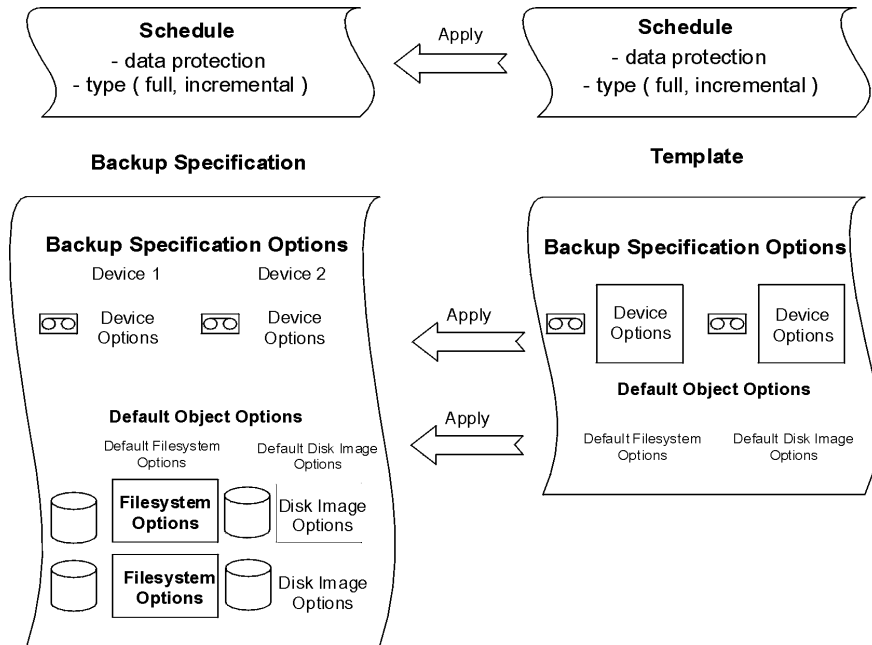 Schedule
- data protection
- type ( full, incremental )
Apply
Schedule
- data protection
- type ( full, incremental )
Backup Specification
Template
Backup Specification Options
Device 1
Device 2
Device
Options
Device
Options
Apply
Backup Specification Options
Device
Options
Device
Options
Default Object Options
Default Filesystem
Options
Default Disk Image
Options
Apply
Default Object Options
Default Filesystem
Options
Default Disk Image
Options
Filesystem
Options
Disk Image
Options
Filesystem
Options
Disk Image
Options